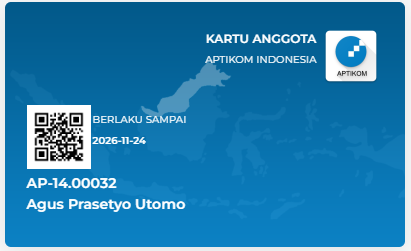 KARTU ANGGOTA
APTIKOM INDONESIA
APTIKOM
BERLAKU SAMPAI
2026-11-24
AP-14.00032
Agus Prasetyo Utomo